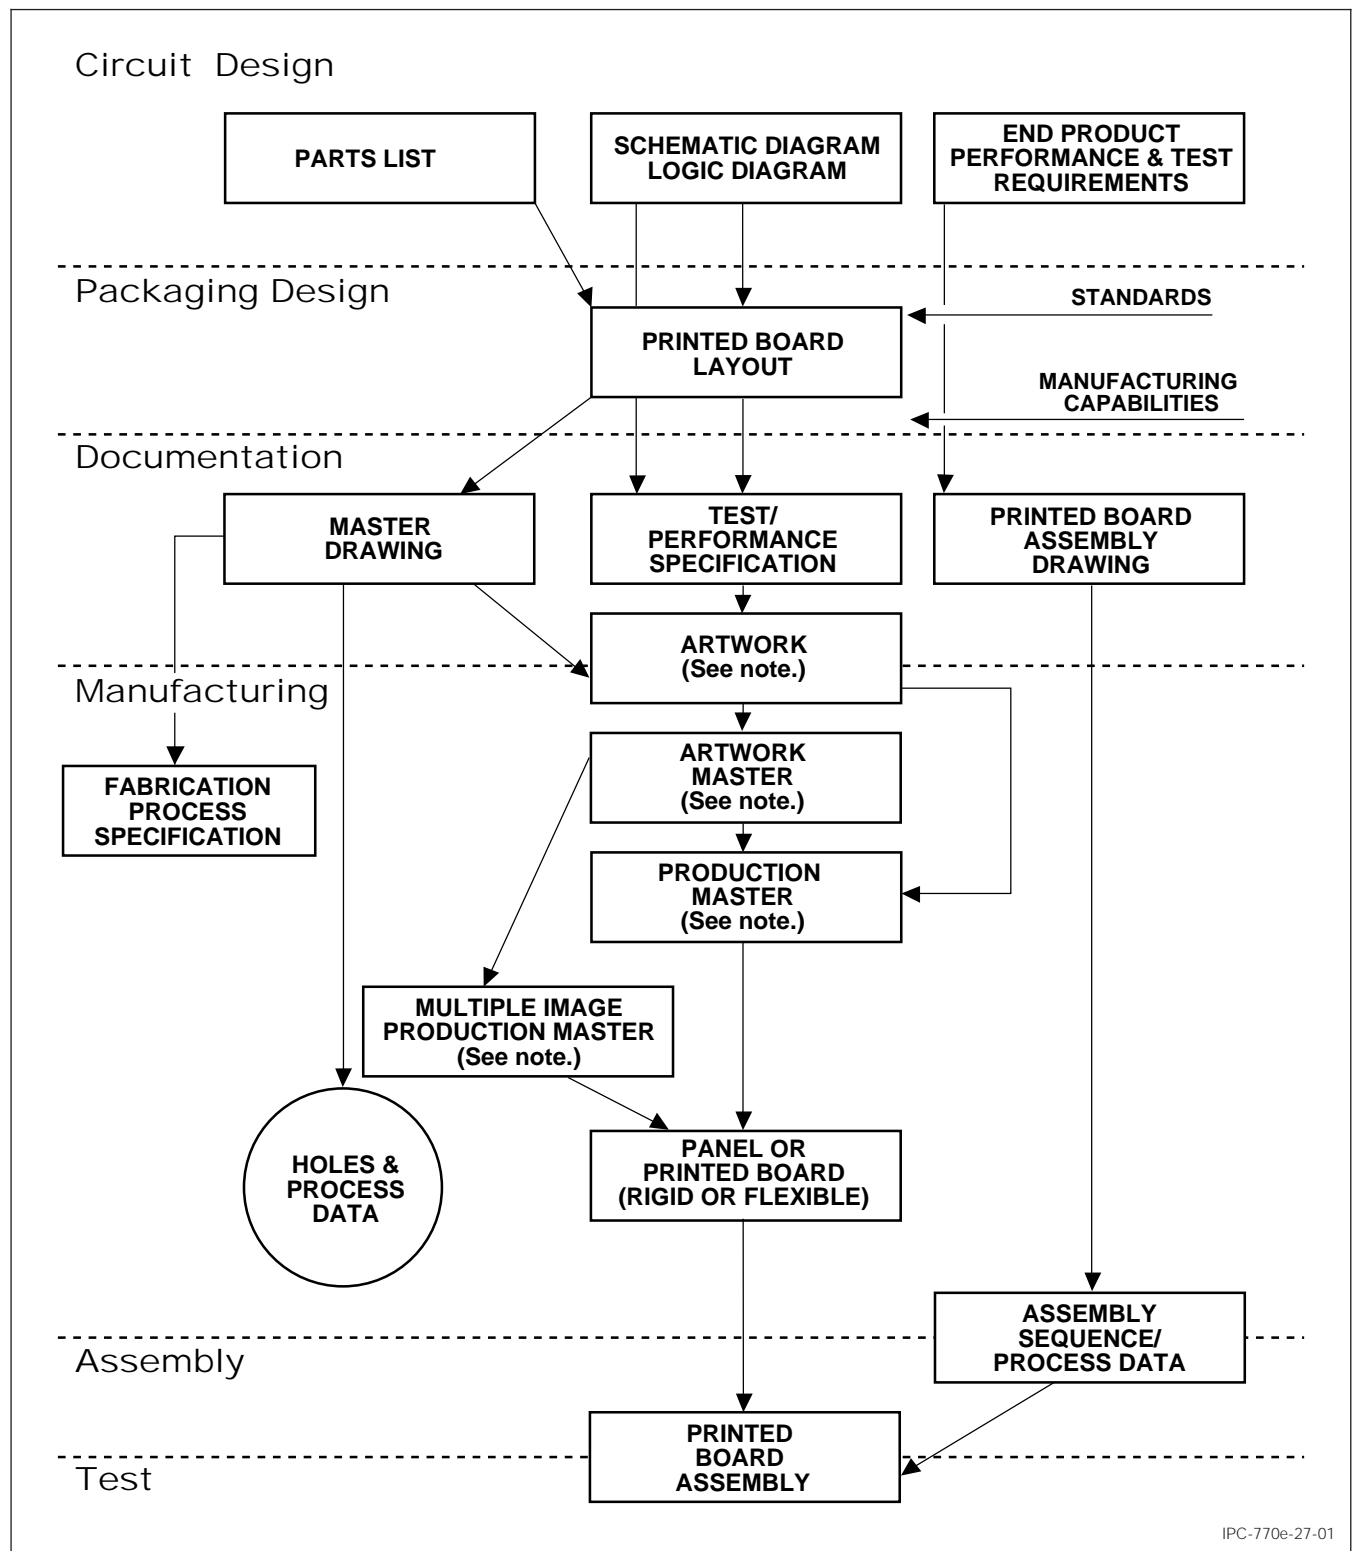 Circuit Design
PARTS LIST
SCHEMATIC DIAGRAM
LOGIC DIAGRAM
END PRODUCT
PERFORMANCE & TEST
REQUIREMENTS
Packaging Design
STANDARDS
PRINTED BOARD
LAYOUT
MANUFACTURING
CAPABILITIES
Documentation
MASTER
DRAWING
TEST/
PERFORMANCE
SPECIFICATION
PRINTED BOARD
ASSEMBLY
DRAWING
ARTWORK
(See note.)
Manufacturing
FABRICATION
PROCESS
SPECIFICATION
ARTWORK
MASTER
(See note.)
PRODUCTION
MASTER
(See note.)
MULTIPLE IMAGE
PRODUCTION MASTER
(See note.)
HOLES &
PROCESS
DATA
PANEL OR
PRINTED BOARD
(RIGID OR FLEXIBLE)
ASSEMBLY
SEQUENCE/
PROCESS DATA
Assembly
PRINTED
BOARD
ASSEMBLY
Test
IPC-770e-27-01